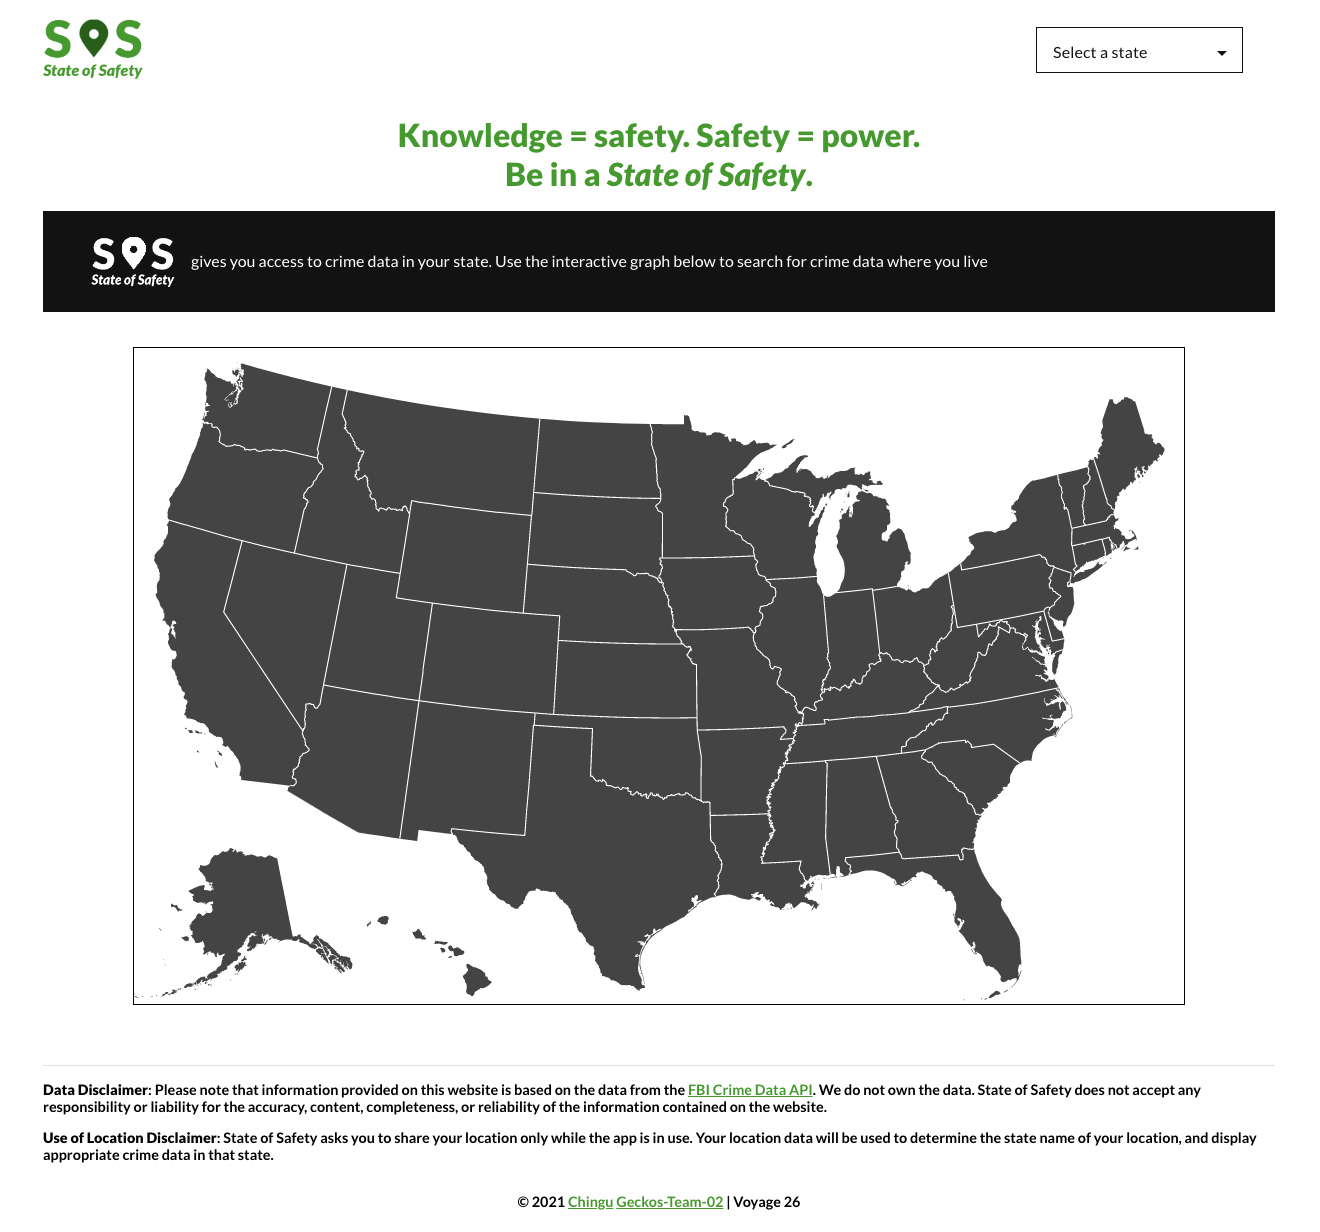 SOS
State of Safety
Select a state
Knowledge = safety. Safety = power.
Be in a State of Safety.
SOS
State of Safety
gives you access to crime data in your state. Use the interactive graph below to search for crime data where you live
Data Disclaimer: Please note that information provided on this website is based on the data from the FBI Crime Data API. We do not own the data. State of Safety does not accept any
responsibility or liability for the accuracy, content, completeness, or reliability of the information contained on the website.
Use of Location Disclaimer: State of Safety asks you to share your location only while the app is in use. Your location data will be used to determine the state name of your location, and display
appropriate crime data in that state.
© 2021 Chingu Geckos-Team-02 | Voyage 26